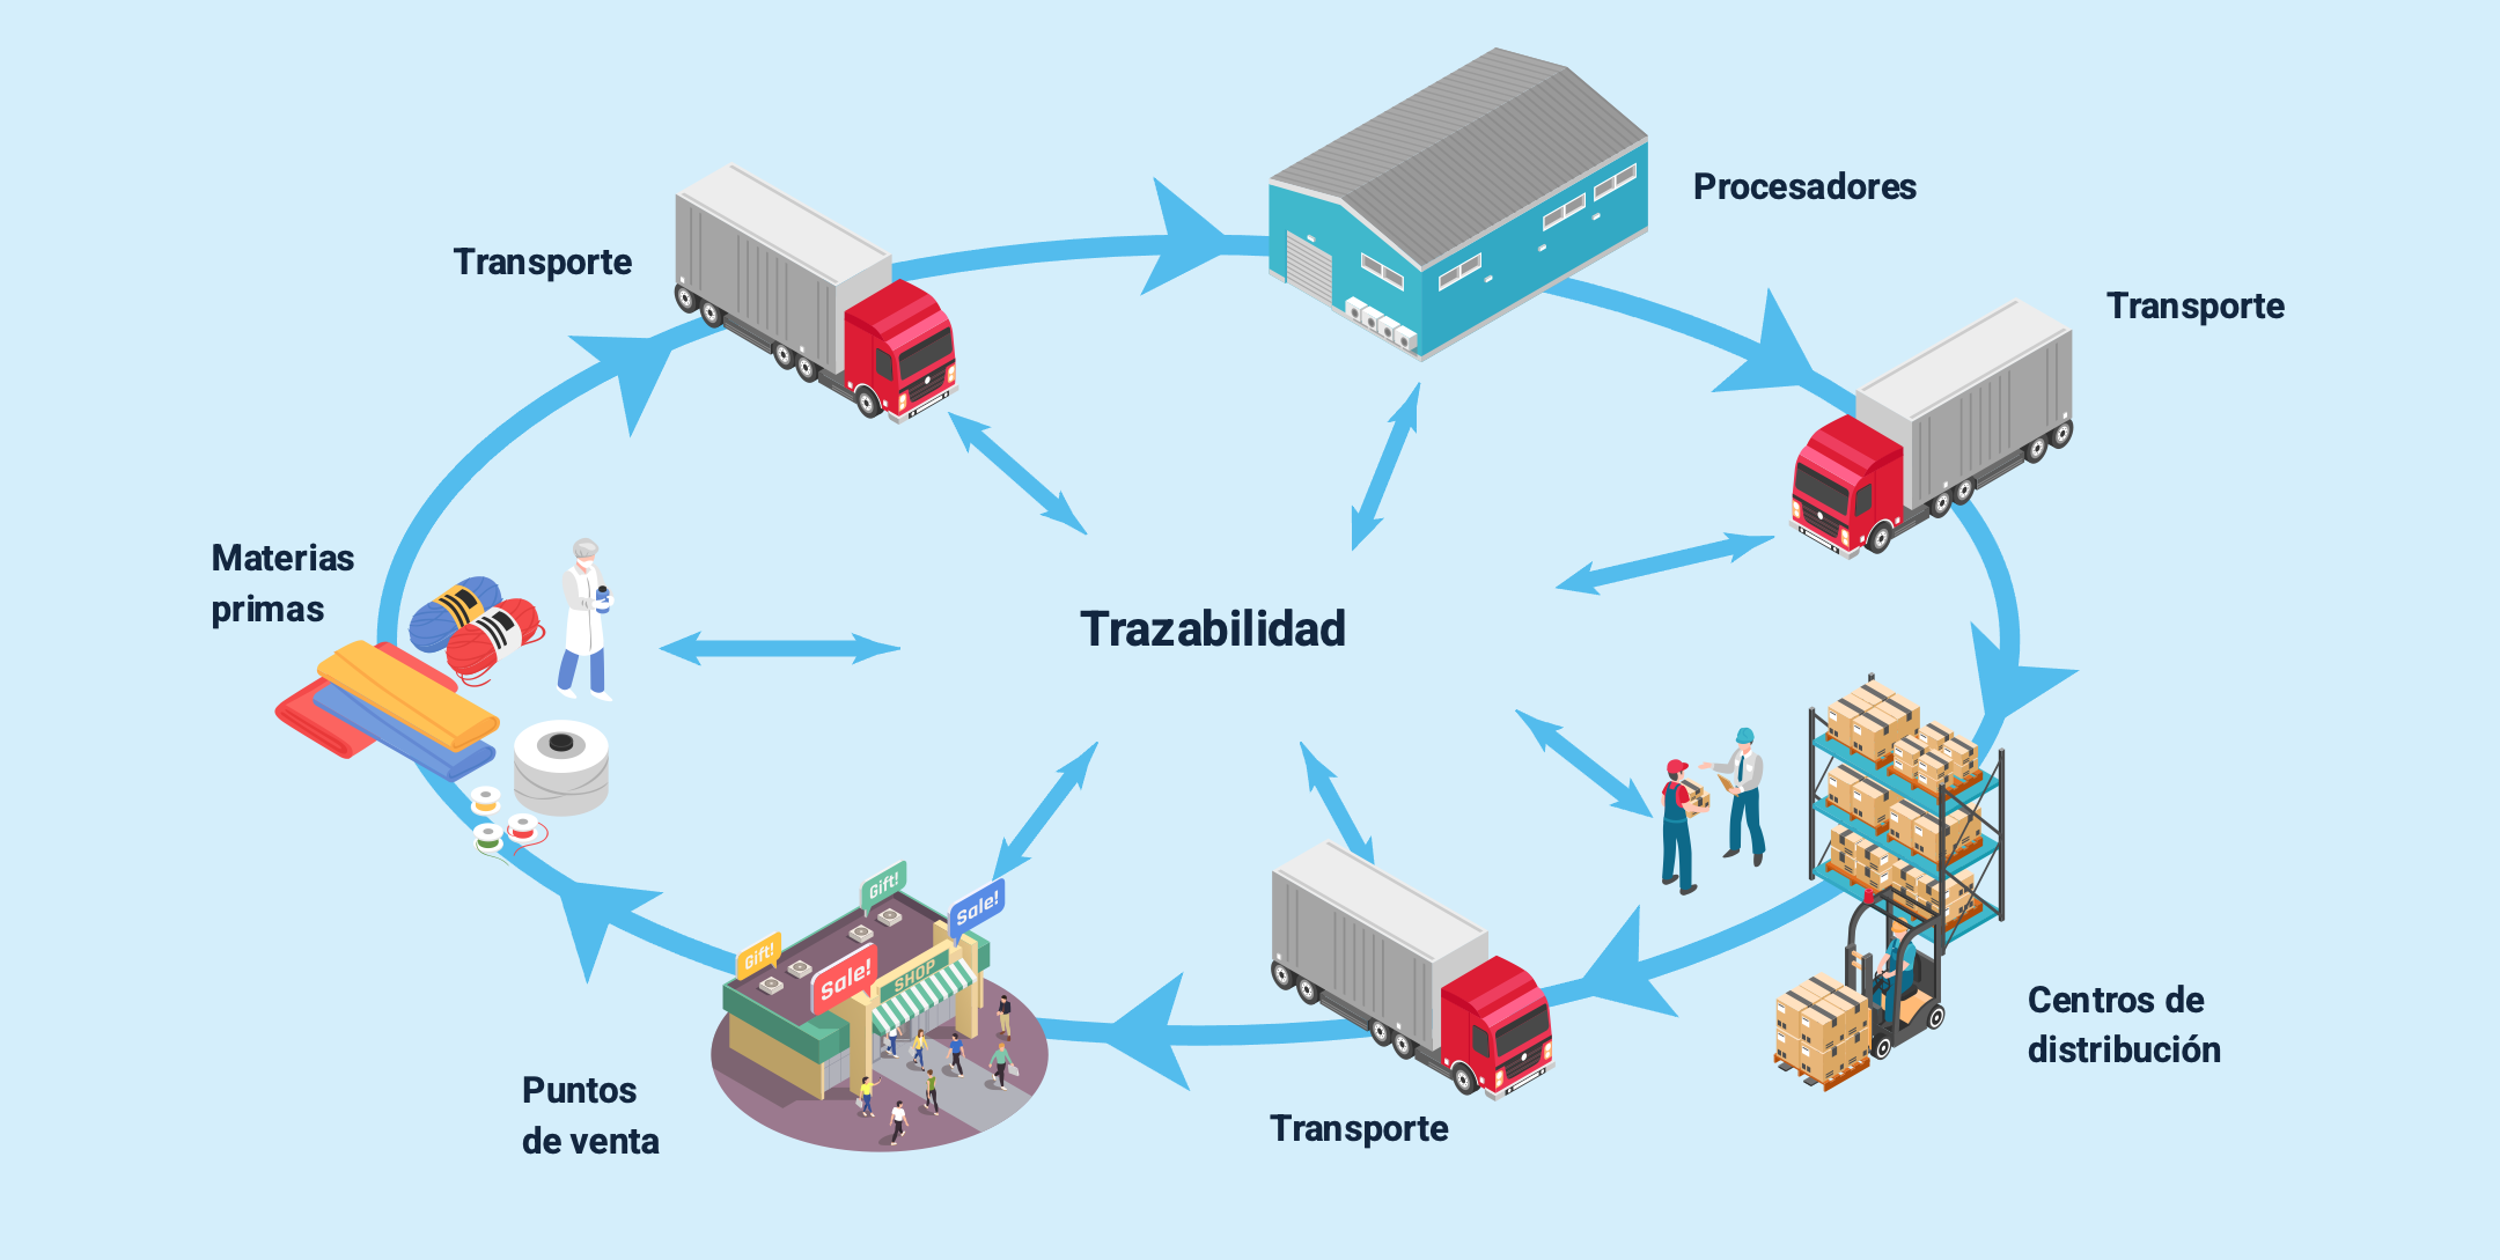 Procesadores
Transporte
Transporte
Materias
primas
Trazabilidad
Gift!
Sale!
Gift!
Sale!
SHOP
Centros de
distribución
Puntos
de venta
Transporte